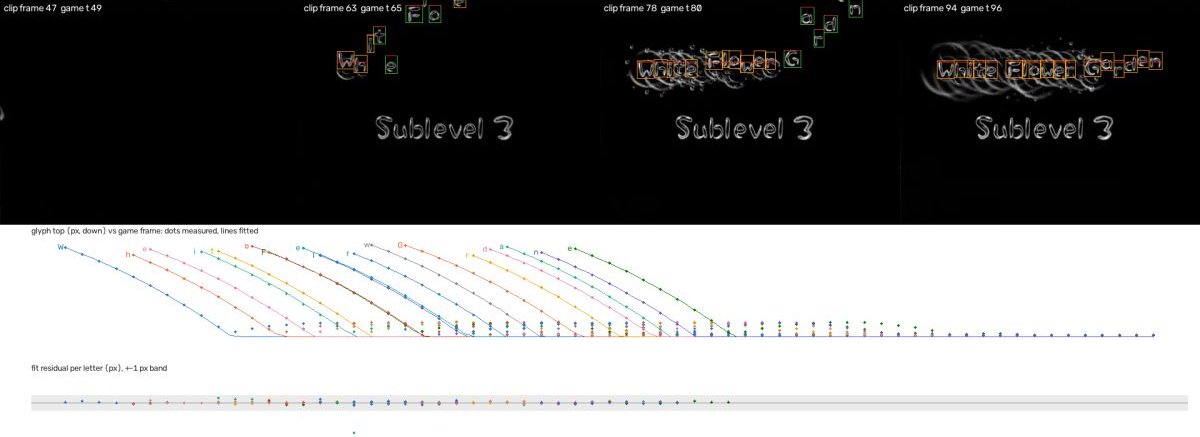 clip frame 47 game t 49
clip frame 63 game t 65
clip frame 78 game t 80
clip frame 94 game t 96
F o e
t
W h e
Sublevel 3
a d n
r
White Flower G
Sublevel 3
White Flower Garden
Sublevel 3
glyph top (px, down) vs game frame: dots measured, lines fitted
W h e i t o F e l r w G r d a n e
fit residual per letter (px), +-1 px band